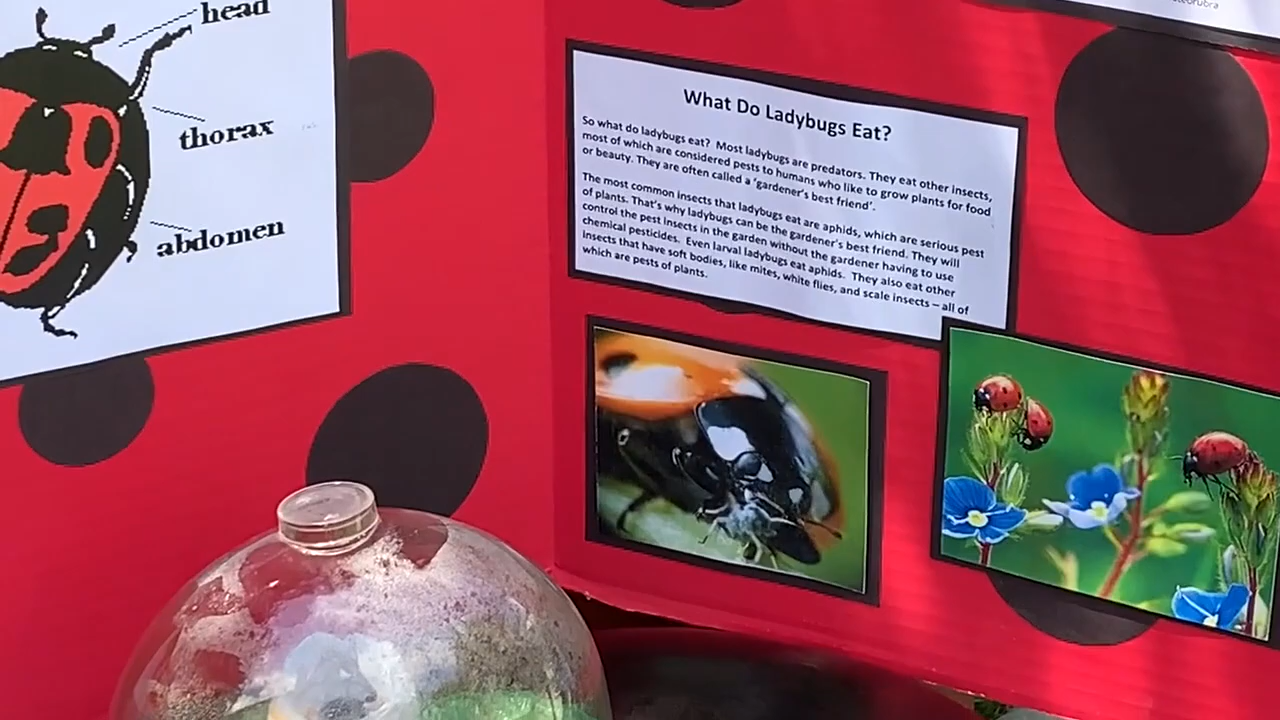 head
thorax
abdomen
What Do Ladybugs Eat?
So what do ladybugs eat? Most ladybugs are predators. They eat other insects,
most of which are considered pests to humans who like to grow plants for food
or beauty. They are often called a 'gardener's best friend'.
The most common insects that ladybugs eat are aphids, which are serious pest
of plants. That's why ladybugs can be the gardener's best friend. They will
control the pest insects in the garden without the gardener having to use
chemical pesticides. Even larval ladybugs eat aphids. They also eat other
insects that have soft bodies, like mites, white flies, and scale insects – all of
which are pests of plants.